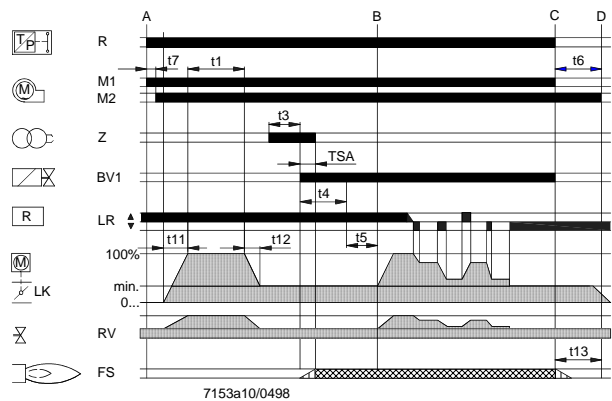 A B C D
T P R
t7 t1 t6
M M1
M2
t3
Z
TSA
BV1
t4
R LR
t11 t12 t5
100%
M
min.
LK
0...
RV
t13
FS
7153a10/0498